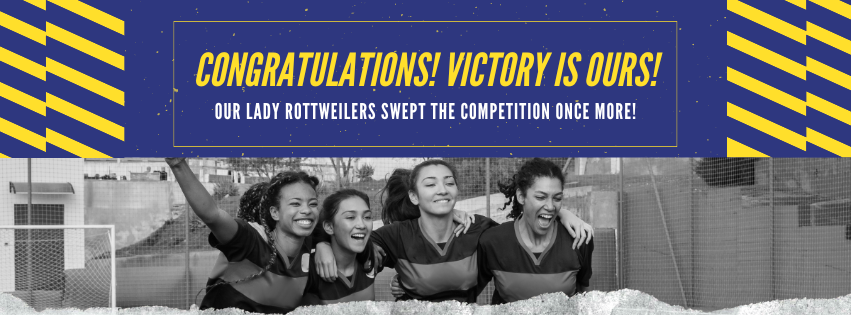 CONGRATULATIONS! VICTORY IS OURS!
OUR LADY ROTTWEILERS SWEPT THE COMPETITION ONCE MORE!